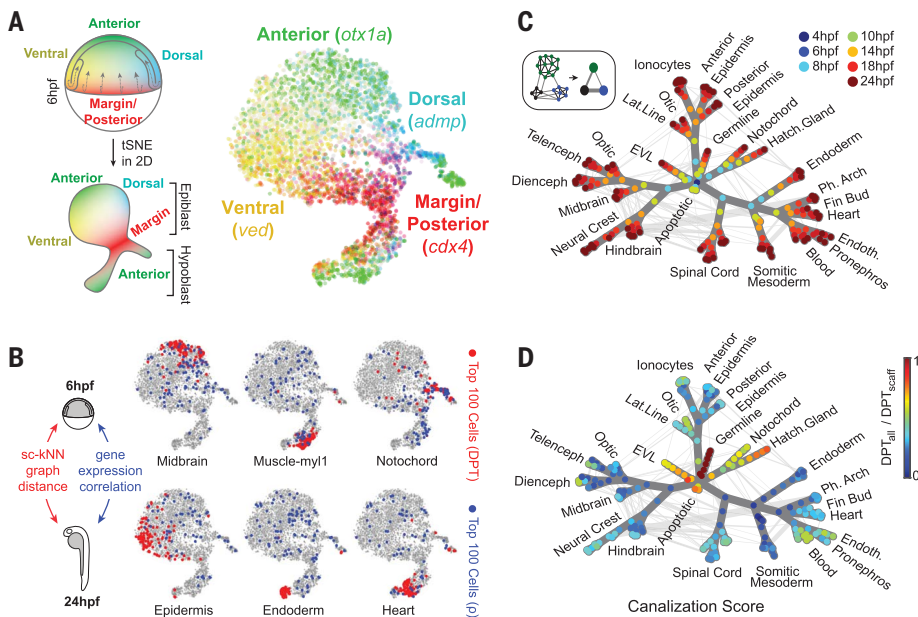 A
Anterior
Ventral
Dorsal
6hpf
Margin/
Posterior
tSNE
in 2D
Anterior
Dorsal
Margin
Ventral
Anterior
Epiblast
Hypoblast
Anterior (otx1a)
Dorsal
(admp)
Ventral
(ved)
Margin/
Posterior
(cdx4)
B
6hpf
sc-kNN
graph
distance
gene
expression
correlation
24hpf
Midbrain
Muscle-myl1
Notochord
Epidermis
Endoderm
Heart
Top 100 Cells (DPT)
Top 100 Cells (ρ)
C
4hpf
6hpf
8hpf
10hpf
14hpf
18hpf
24hpf
Ionocytes
Anterior
Epidermis
Posterior
Epidermis
Otic
Lat.Line
Germline
Notochord
Hatch.Gland
EVL
Optic
Telenceph
Dienceph
Midbrain
Neural Crest
Hindbrain
Apoptotic
Spinal Cord
Somitic
Mesoderm
Endoderm
Ph. Arch
Fin Bud
Heart
Endoth.
Pronephros
Blood
D
Ionocytes
Anterior
Epidermis
Posterior
Epidermis
Otic
Lat.Line
Germline
Notochord
Hatch.Gland
EVL
Optic
Telenceph
Dienceph
Midbrain
Neural Crest
Hindbrain
Apoptotic
Spinal Cord
Somitic
Mesoderm
Endoderm
Ph. Arch
Fin Bud
Heart
Endoth.
Pronephros
Blood
DPTall / DPTscaff
1
0
Canalization Score